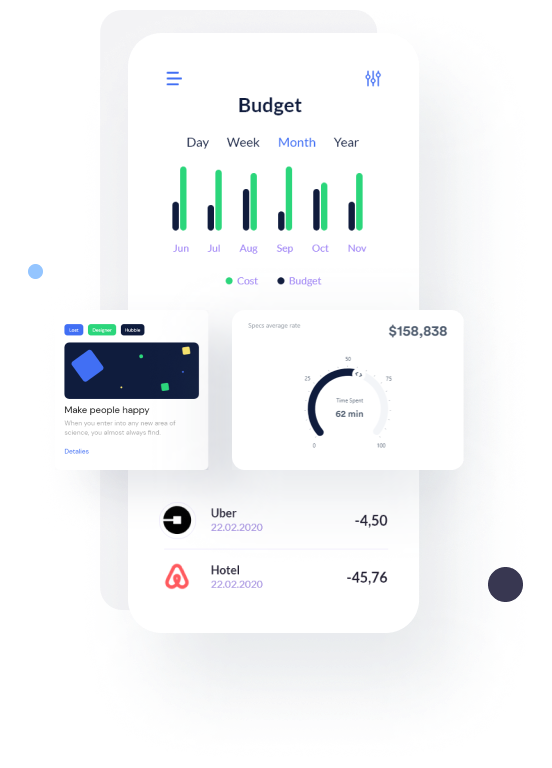 Budget
Day Week Month Year
Jun Jul Aug Sep Oct Nov
Cost Budget
Lost Designer Hubble
Make people happy
When you enter into any new area of
science, you almost always find.
Detalies
Specs average rate
$158,838
50
25
75
Time Spent
62 min
0
100
Uber
22.02.2020
-4,50
Hotel
22.02.2020
-45,76